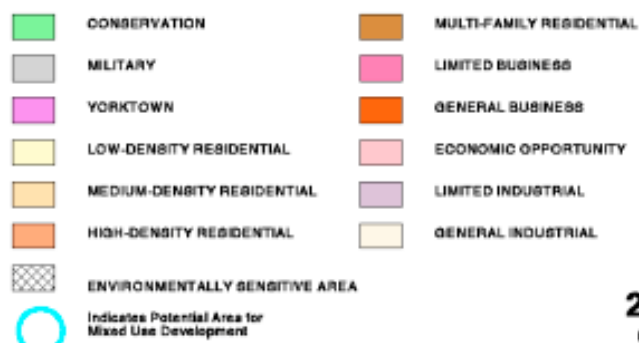 CONSERVATION
MILITARY
YORKTOWN
LOW-DENSITY RESIDENTIAL
MEDIUM-DENSITY RESIDENTIAL
HIGH-DENSITY RESIDENTIAL
ENVIRONMENTALLY SENSITIVE AREA
Indicates Potential Area for
Mixed Use Development
MULTI-FAMILY RESIDENTIAL
LIMITED BUSINESS
GENERAL BUSINESS
ECONOMIC OPPORTUNITY
LIMITED INDUSTRIAL
GENERAL INDUSTRIAL
2